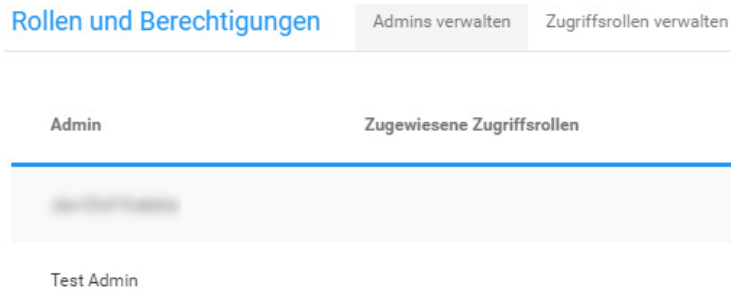 Rollen und Berechtigungen Admins verwalten Zugriffsrollen verwalten
Admin Zugewiesene Zugriffsrollen
Test Admin